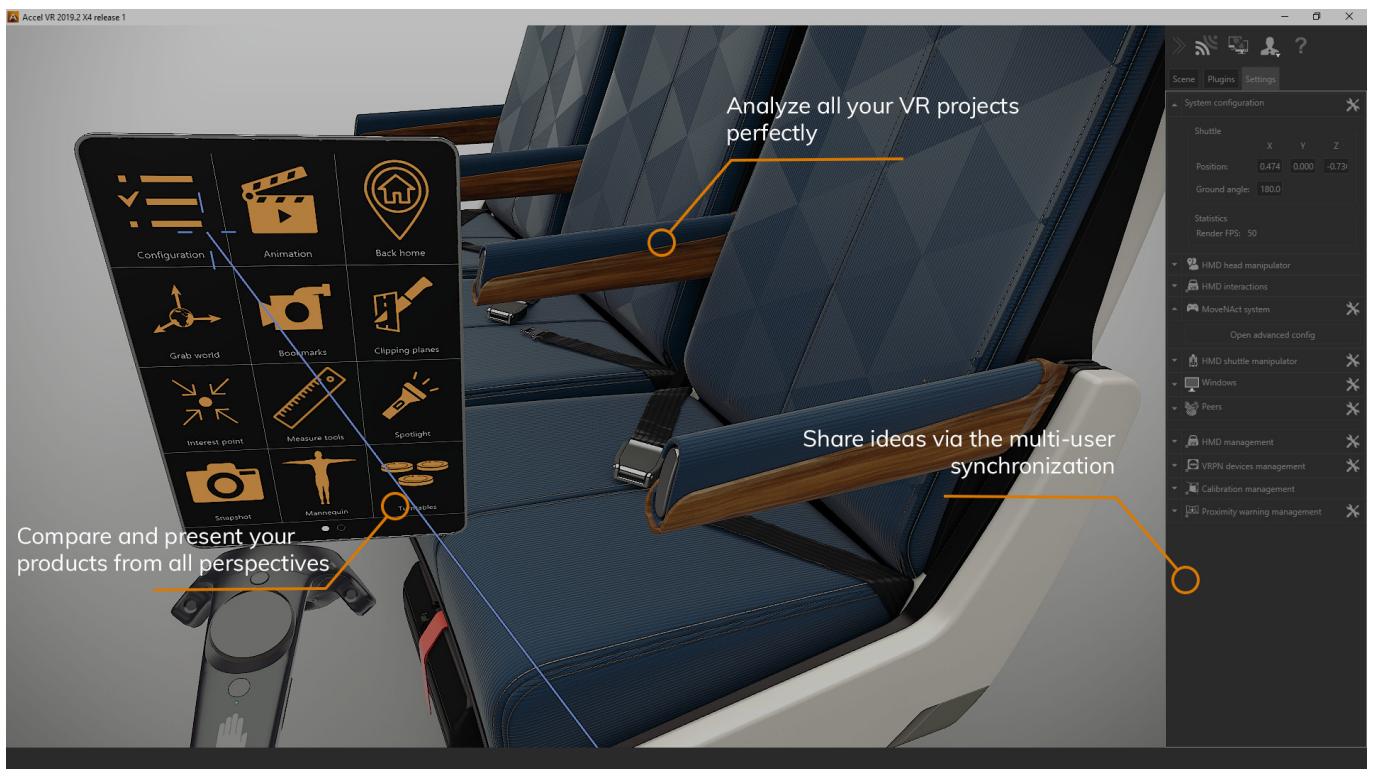 Accel VR 2019.2 X4 release 1
Scene Plugins Settings
System configuration
Shuttle
X Y Z
Position: 0.474 0.000
Ground angle: 180.0
Statistics
Render FPS: 50
HMD head manipulator
HMD interactions
MoveNAct system
Open advanced config
HMD shuttle manipulator
Windows
Peers
HMD management
VRPN devices management
Calibration management
Proximity warning management
Analyze all your VR projects
perfectly
Configuration Animation Back home
Grab world Bookmarks Clipping planes
Interest point Measure tools Spotlight
Snapshot Mannequin Turntables
Share ideas via the multi-user
synchronization
Compare and present your
products from all perspectives